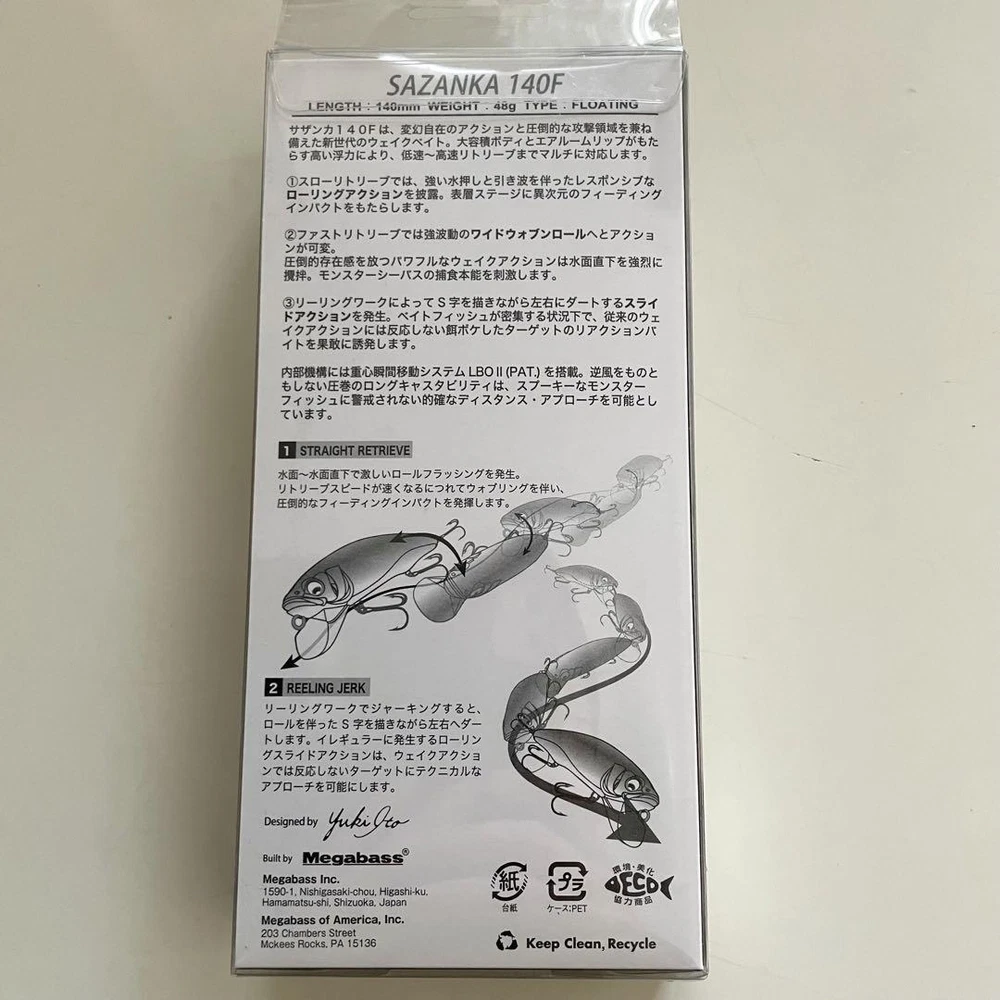 SAZANKA 140F
LENGTH : 140mm WEIGHT : 48g TYPE : FLOATING
サザンカ140Fは、変幻自在のアクションと圧倒的な攻撃領域を兼ね
備えた新世代のウェイクベイト。大容積ボディとエアルームリップがもた
らす高い浮力により、低速～高速リトリーブまでマルチに対応します。
①スローリトリーブでは、強い水押しと引き波を伴ったレスポンシブな
ローリングアクションを披露。表層ステージに異次元のフィーディング
インパクトをもたらします。
②ファストリトリーブでは強波動のワイドウォブンロールへとアクショ
ンが可変。
圧倒的存在感を放つパワフルなウェイクアクションは水面直下を強烈に
攪拌。モンスターシーバスの捕食本能を刺激します。
③リーリングワークによってS字を描きながら左右にダートするスライ
ドアクションを発生。ベイトフィッシュが密集する状況下で、従来のウェ
イクアクションには反応しない餌ボケしたターゲットのリアクションバ
イトを果敢に誘発します。
内部機構には重心瞬間移動システム LBOⅡ(PAT.) を搭載。逆風をものと
もしない圧巻のロングキャスタビリティは、スプーキーなモンスター
フィッシュに警戒されない的確なディスタンス・アプローチを可能とし
ています。
1 STRAIGHT RETRIEVE
水面～水面直下で激しいロールフラッシングを発生。
リトリーブスピードが速くなるにつれてウォブリングを伴い、
圧倒的なフィーディングインパクトを発揮します。
2 REELING JERK
リーリングワークでジャーキングすると、
ロールを伴ったS字を描きながら左右へダー
トします。イレギュラーに発生するローリン
グスライドアクションは、ウェイクアクショ
ンでは反応しないターゲットにテクニカルな
アプローチを可能にします。
Designed by Yuki Ito
Built by Megabass®
Megabass Inc.
1590-1, Nishigasaki-chou, Higashi-ku.
Hamamatsu-shi, Shizuoka, Japan
Megabass of America, Inc.
203 Chambers Street
Mckees Rocks, PA 15136
紙
台紙
プラ
ケース:PET
環境・美化
ECO
協力商品
Keep Clean, Recycle